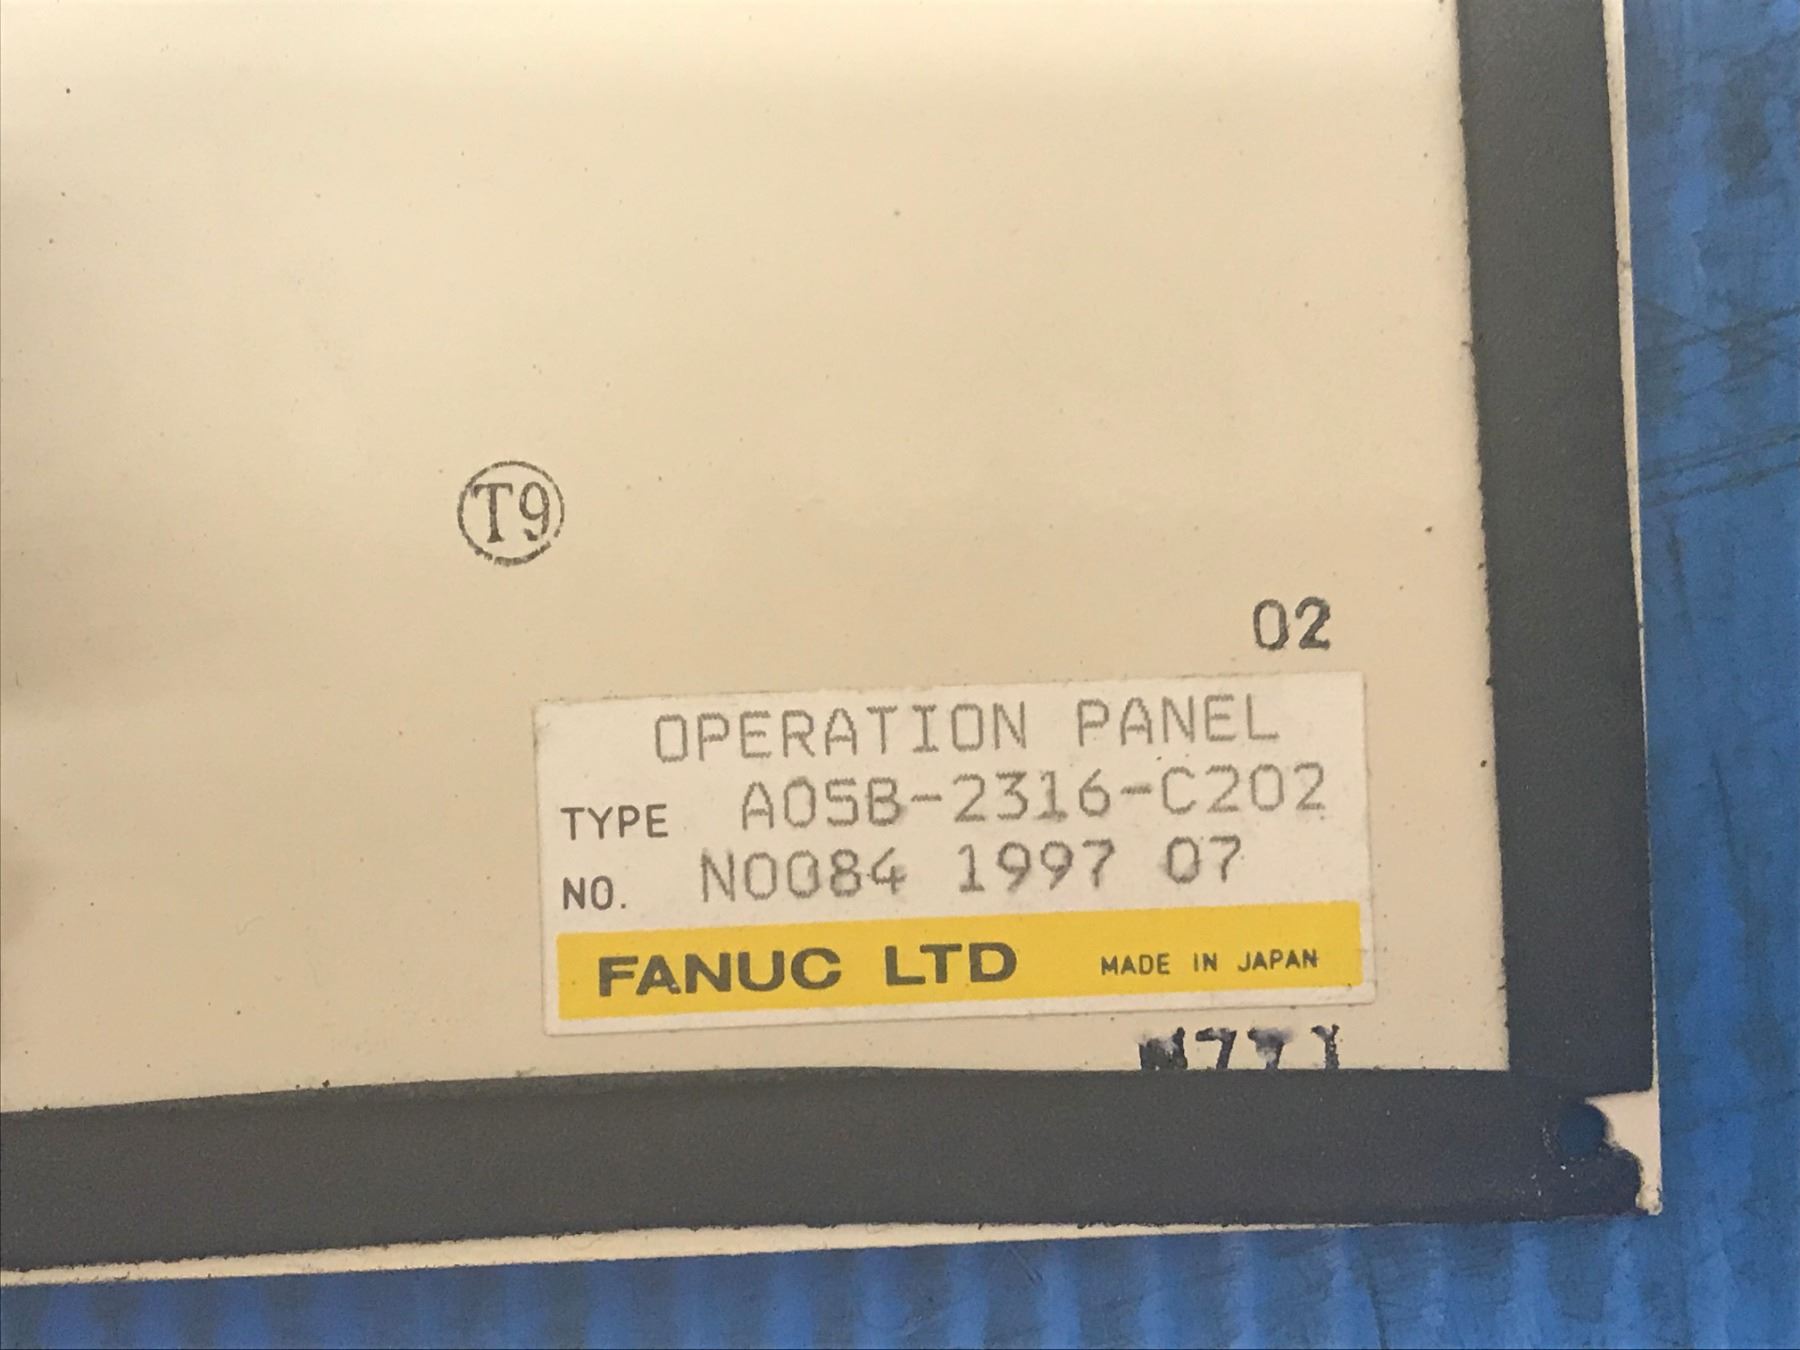 T9
02
OPERATION PANEL
TYPE A05B-2316-C202
NO. N0084 1997 07
FANUC LTD MADE IN JAPAN